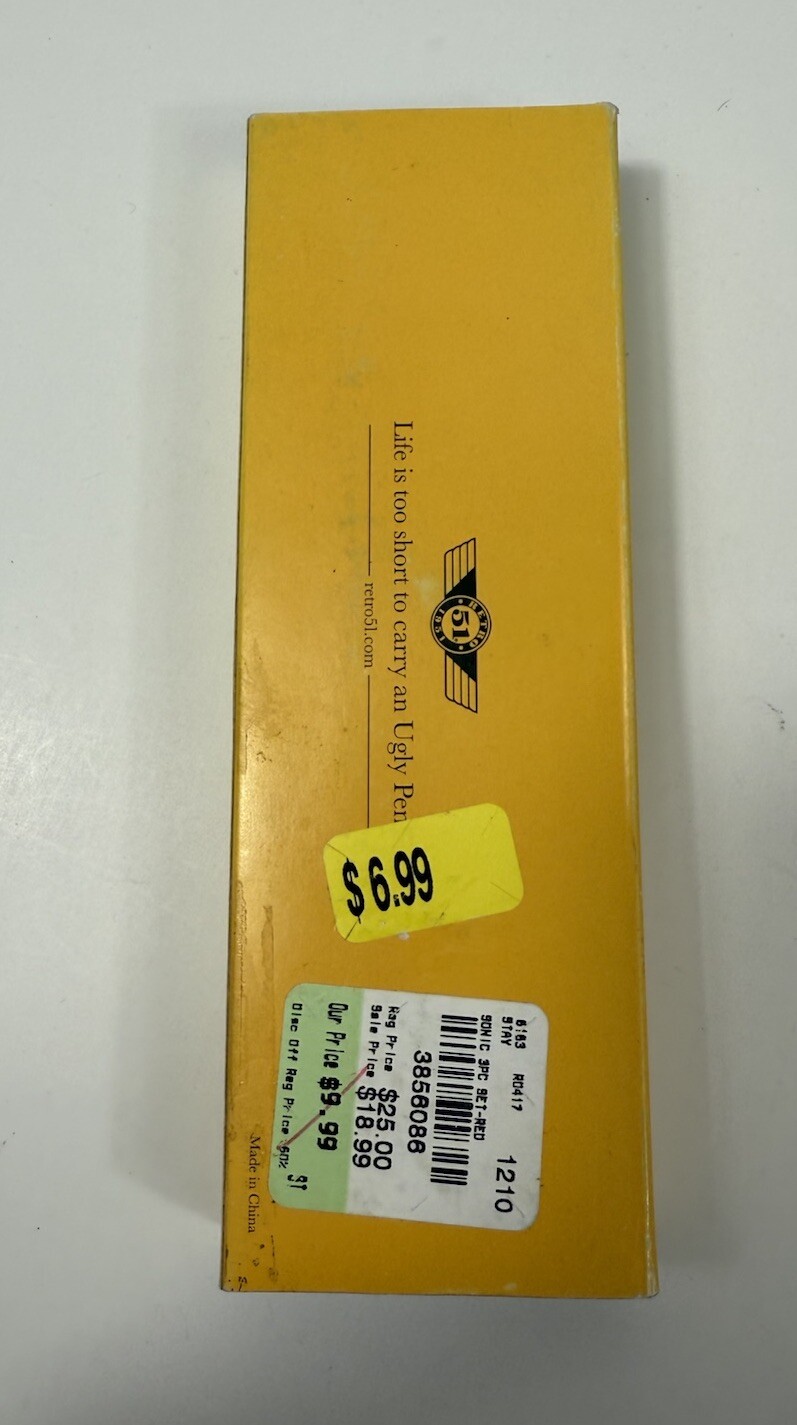 RETRO
51
1951
Life is too short to carry an Ugly Pen
retro51.com
$6.99
6163 R0417 1210
STAY
SONIC 3PC SET-RED
3856086
Reg Price $25.00
Sale Price $18.99
Our Price $9.99
Disc Off Reg Price 60%
Made in China